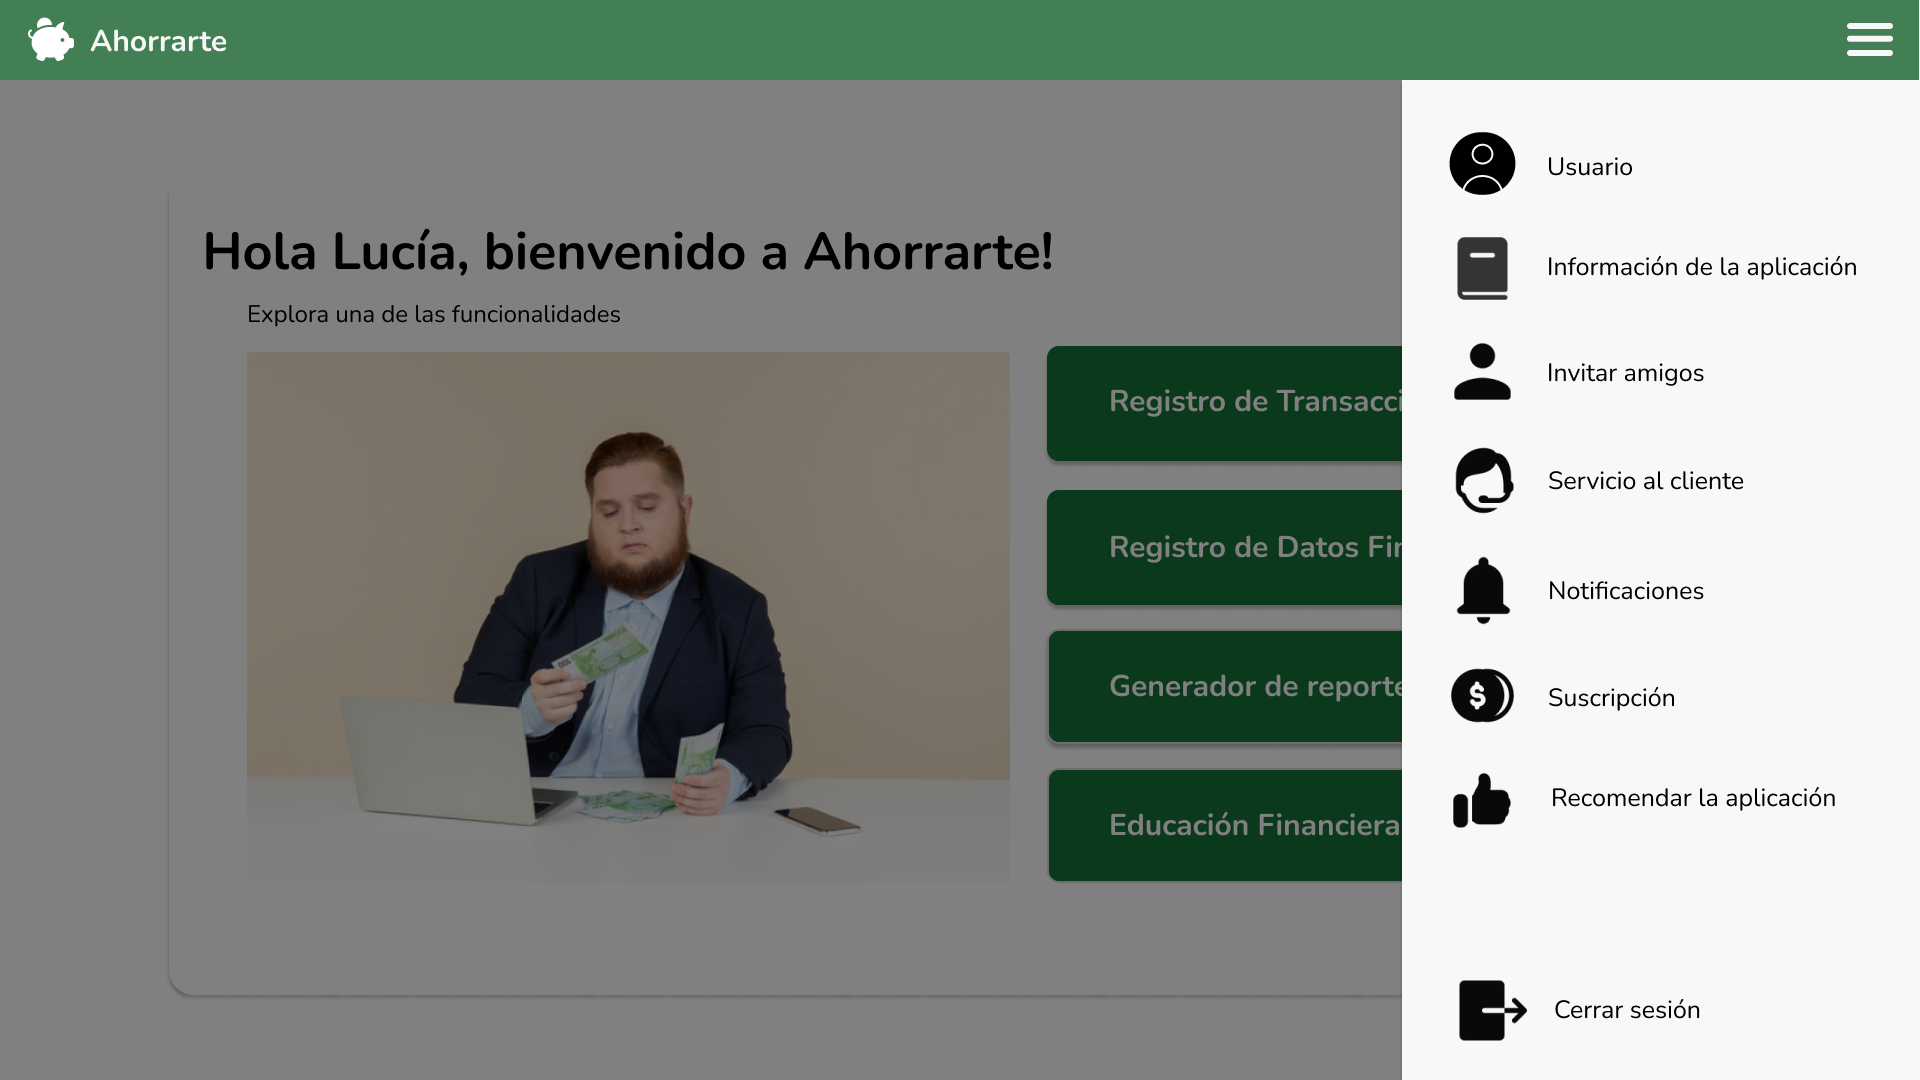 Ahorrarte
Usuario
Información de la aplicación
Invitar amigos
Servicio al cliente
Notificaciones
Suscripción
Recomendar la aplicación
Cerrar sesión
Hola Lucía, bienvenido a Ahorrarte!
Explora una de las funcionalidades
Registro de Transacci
Registro de Datos Fin
Generador de reporte
Educación Financiera
100